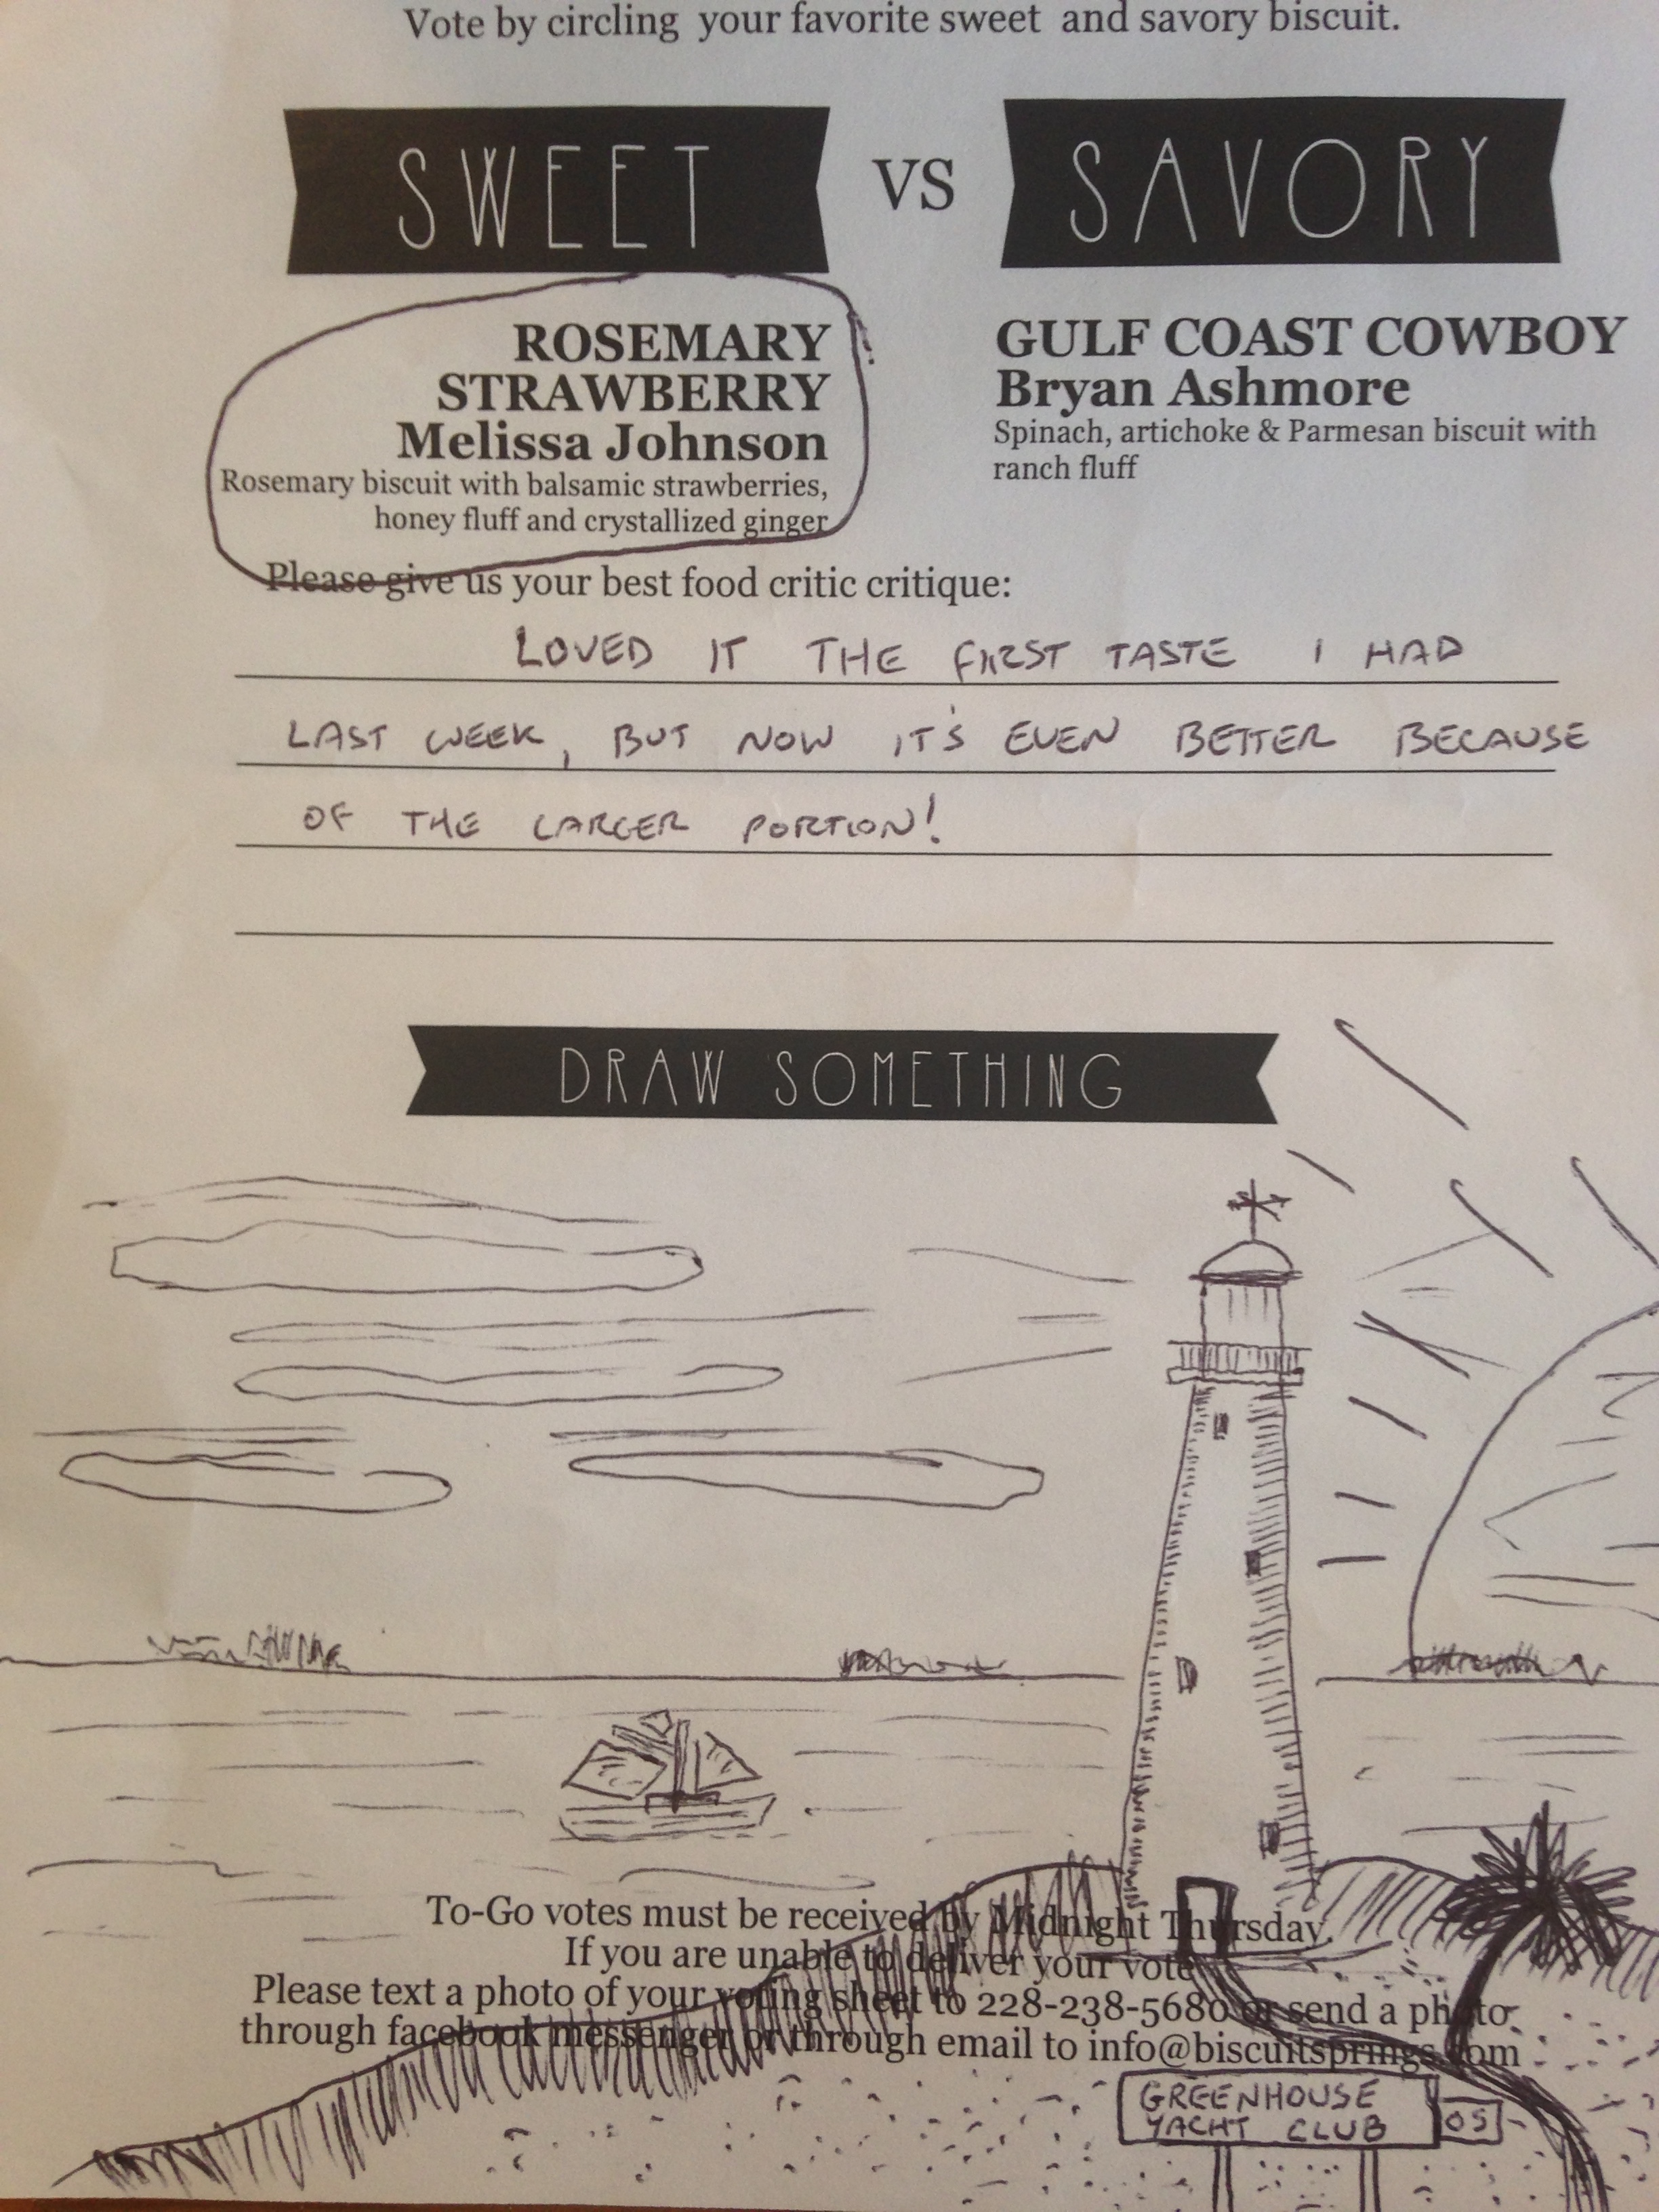 Vote by circling your favorite sweet and savory biscuit.
SWEET VS SAVORY
ROSEMARY
STRAWBERRY
Melissa Johnson
Rosemary biscuit with balsamic strawberries,
honey fluff and crystallized ginger
GULF COAST COWBOY
Bryan Ashmore
Spinach, artichoke & Parmesan biscuit with
ranch fluff
Please give us your best food critic critique:
LOVED IT THE FIRST TASTE I HAD
LAST WEEK, BUT NOW IT'S EVEN BETTER BECAUSE
OF THE LARGER PORTION!
DRAW SOMETHING
To-Go votes must be received by Midnight Thursday.
If you are unable to deliver your vote
Please text a photo of your voting sheet to 228-238-5680 or send a photo
through facebook messenger or through email to info@biscuitsprings.com
GREENHOUSE
YACHT CLUB
OS